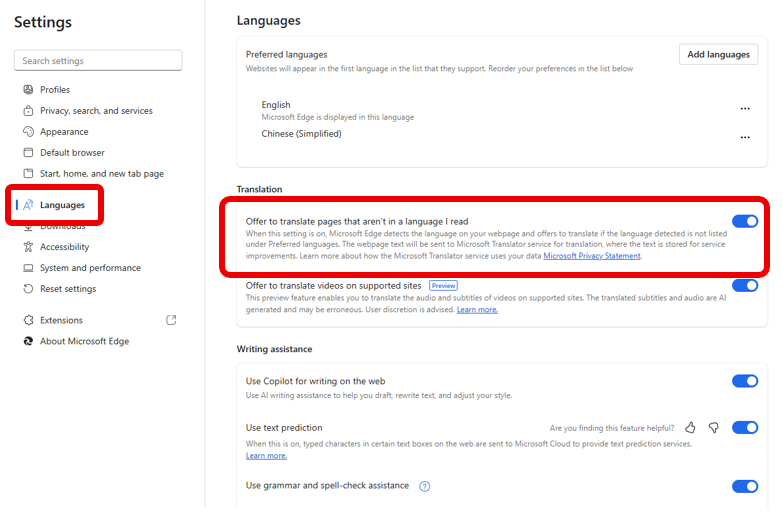 Settings
Search settings
Profiles
Privacy, search, and services
Appearance
Default browser
Start, home, and new tab page
Languages
Downloads
Accessibility
System and performance
Reset settings
Extensions
About Microsoft Edge
Languages
Preferred languages
Add languages
Websites will appear in the first language in the list that they support. Reorder your preferences in the list below
English
Microsoft Edge is displayed in this language
Chinese (Simplified)
Translation
Offer to translate pages that aren't in a language I read
When this setting is on, Microsoft Edge detects the language on your webpage and offers to translate if the language detected is not listed
under Preferred languages. The webpage text will be sent to Microsoft Translator service for translation, where the text is stored for service
improvements. Learn more about how the Microsoft Translator service uses your data Microsoft Privacy Statement.
Offer to translate videos on supported sites Preview
This preview feature enables you to translate the audio and subtitles of videos on supported sites. The translated subtitles and audio are AI
generated and may be erroneous. User discretion is advised. Learn more.
Writing assistance
Use Copilot for writing on the web
Use AI writing assistance to help you draft, rewrite text, and adjust your style.
Use text prediction
Are you finding this feature helpful?
When this is on, typed characters in certain text boxes on the web are sent to Microsoft Cloud to provide text prediction services.
Learn more.
Use grammar and spell-check assistance